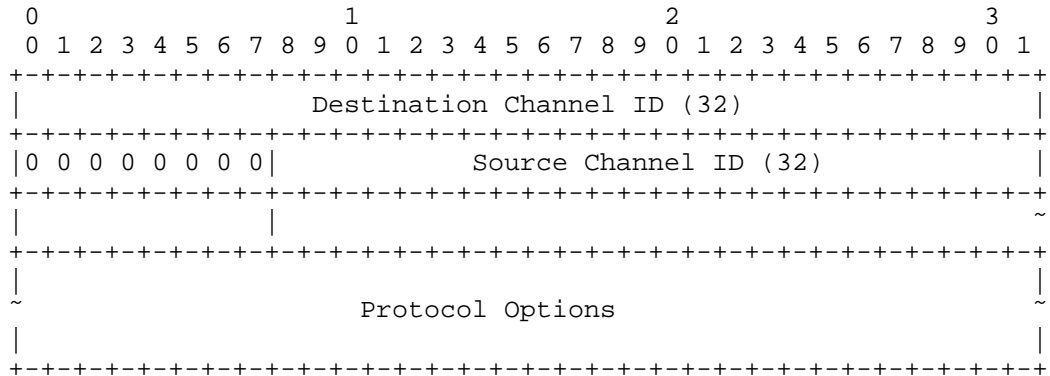 0                   1                   2                   3
 0 1 2 3 4 5 6 7 8 9 0 1 2 3 4 5 6 7 8 9 0 1 2 3 4 5 6 7 8 9 0 1
+-+-+-+-+-+-+-+-+-+-+-+-+-+-+-+-+-+-+-+-+-+-+-+-+-+-+-+-+-+-+-+-+
|                  Destination Channel ID (32)                  |
+-+-+-+-+-+-+-+-+-+-+-+-+-+-+-+-+-+-+-+-+-+-+-+-+-+-+-+-+-+-+-+-+
|0 0 0 0 0 0 0 0|            Source Channel ID (32)             |
+-+-+-+-+-+-+-+-+-+-+-+-+-+-+-+-+-+-+-+-+-+-+-+-+-+-+-+-+-+-+-+-+
|               |                                               ~
+-+-+-+-+-+-+-+-+-+-+-+-+-+-+-+-+-+-+-+-+-+-+-+-+-+-+-+-+-+-+-+-+
|                                                               |
~                     Protocol Options                          ~
|                                                               |
+-+-+-+-+-+-+-+-+-+-+-+-+-+-+-+-+-+-+-+-+-+-+-+-+-+-+-+-+-+-+-+-+